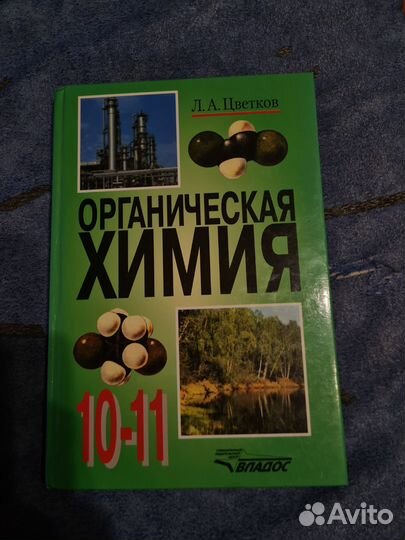 Л. А. Цветков
ОРГАНИЧЕСКАЯ
ХИМИЯ
10-11
ВЛАДОС
Avito